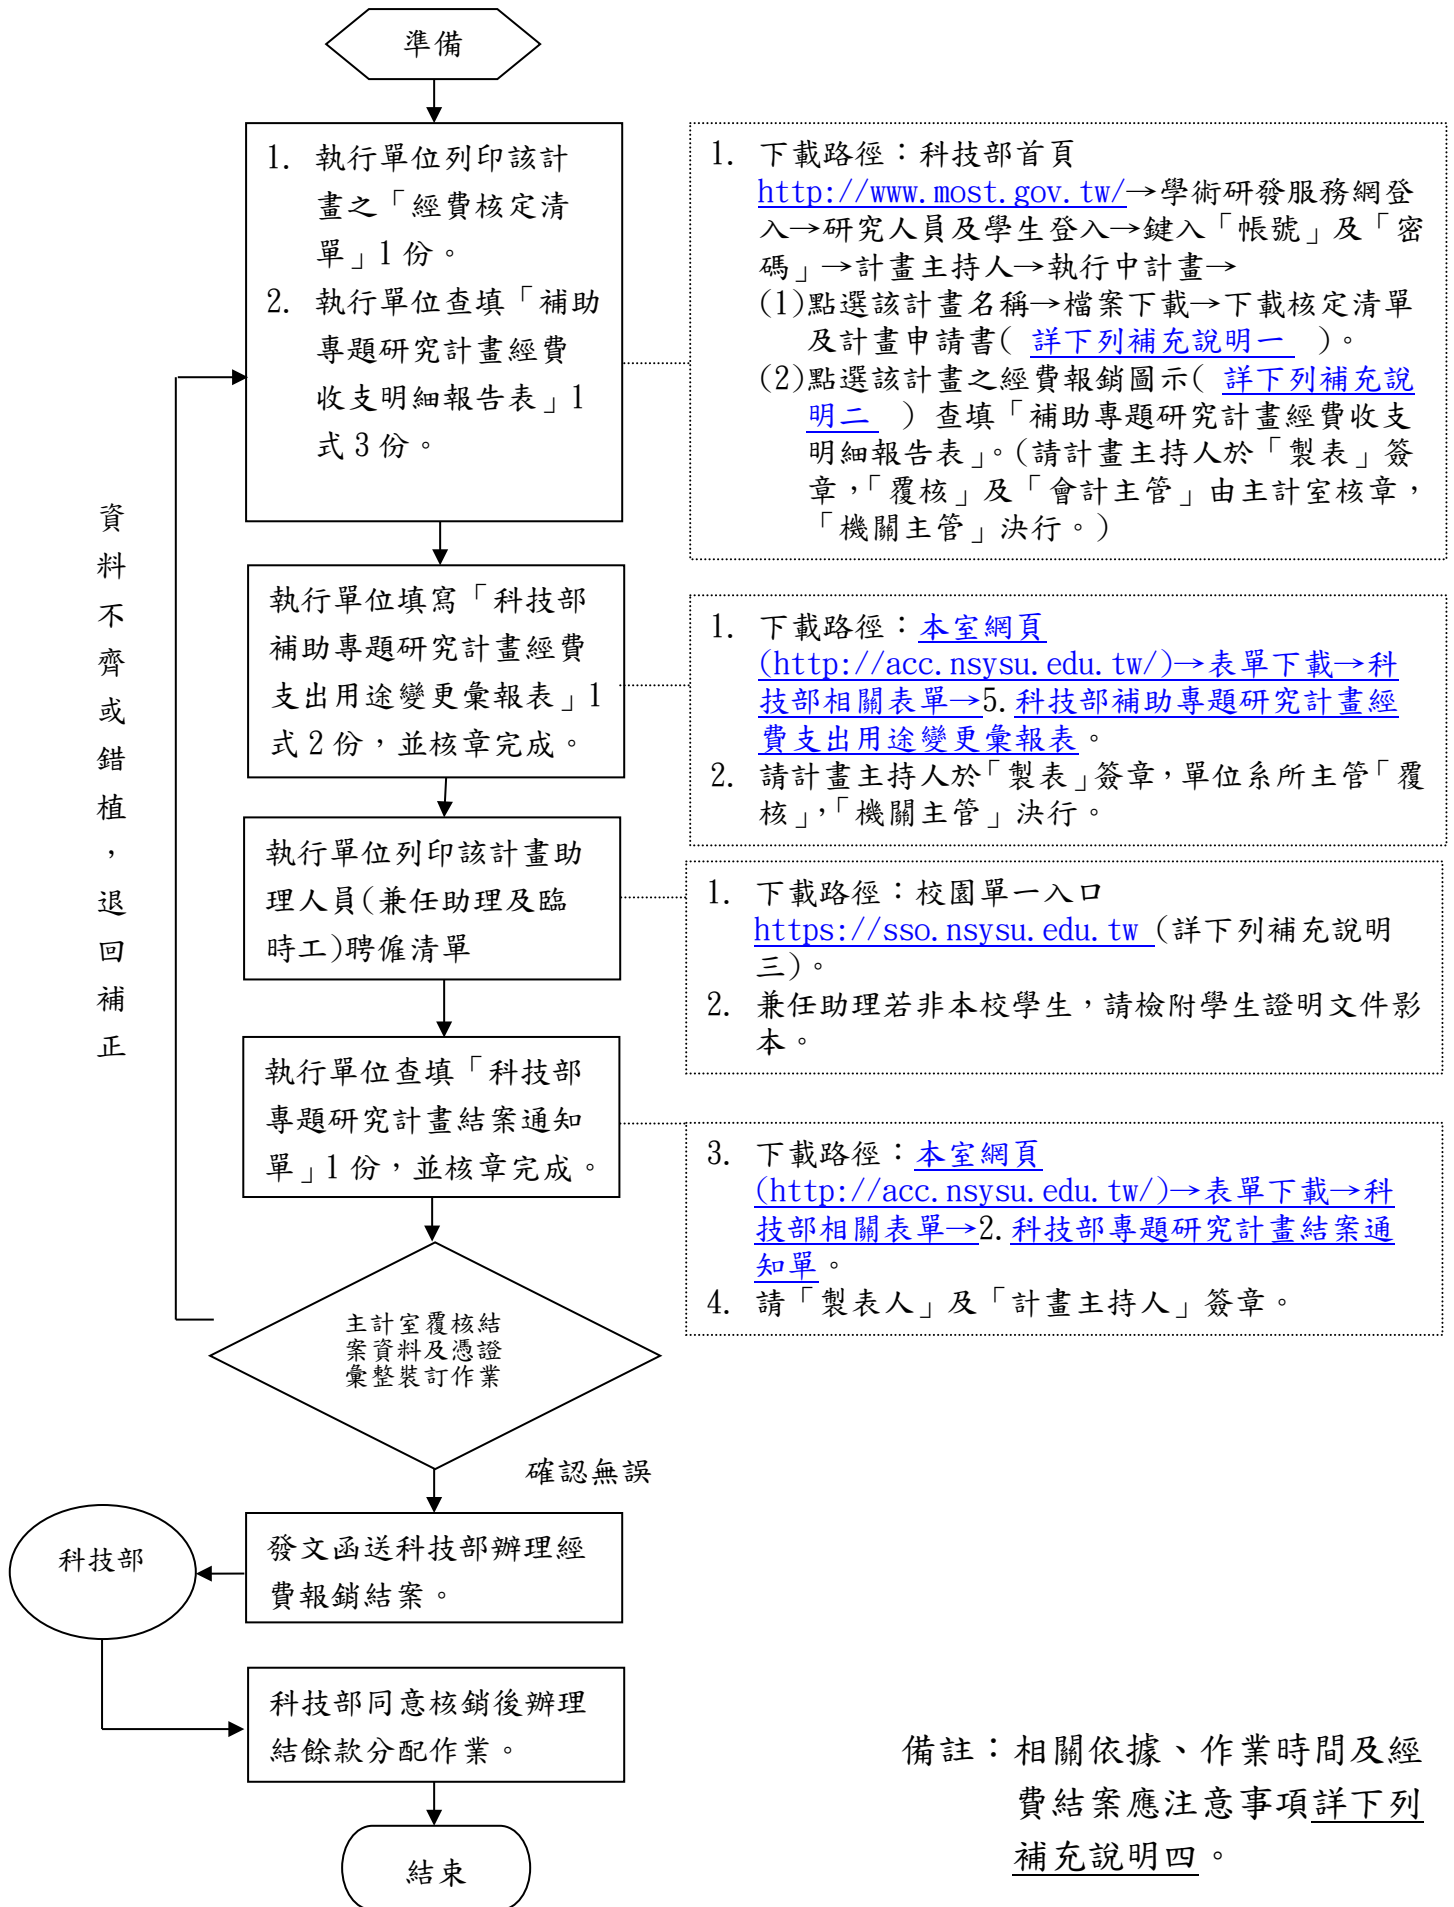 準備
1. 執行單位列印該計
畫之「經費核定清
單」1 份。
2. 執行單位查填「補助
專題研究計畫經費
收支明細報告表」1
式 3 份。
1. 下載路徑：科技部首頁
http://www.most.gov.tw/→學術研發服務網登
入→研究人員及學生登入→鍵入「帳號」及「密
碼」→計畫主持人→執行中計畫→
(1)點選該計畫名稱→檔案下載→下載核定清單
及計畫申請書( 詳下列補充說明一 )。
(2)點選該計畫之經費報銷圖示( 詳下列補充說
明二 ) 查填「補助專題研究計畫經費收支
明細報告表」。(請計畫主持人於「製表」簽
章，「覆核」及「會計主管」由主計室核章，
「機關主管」決行。)
資
料
不
齊
或
錯
植
，
退
回
補
正
執行單位填寫「科技部
補助專題研究計畫經費
支出用途變更彙報表」1
式 2 份，並核章完成。
1. 下載路徑：本室網頁
(http://acc.nsysu.edu.tw/)→表單下載→科
技部相關表單→5.科技部補助專題研究計畫經
費支出用途變更彙報表。
2. 請計畫主持人於「製表」簽章，單位系所主管「覆
核」，「機關主管」決行。
執行單位列印該計畫助
理人員(兼任助理及臨
時工)聘僱清單
1. 下載路徑：校園單一入口
https://sso.nsysu.edu.tw (詳下列補充說明
三)。
2. 兼任助理若非本校學生，請檢附學生證明文件影
本。
執行單位查填「科技部
專題研究計畫結案通知
單」1 份，並核章完成。
3. 下載路徑：本室網頁
(http://acc.nsysu.edu.tw/)→表單下載→科
技部相關表單→2.科技部專題研究計畫結案通
知單。
4. 請「製表人」及「計畫主持人」簽章。
主計室覆核結
案資料及憑證
彙整裝訂作業
確認無誤
科技部
發文函送科技部辦理經
費報銷結案。
科技部同意核銷後辦理
結餘款分配作業。
備註：相關依據、作業時間及經
費結案應注意事項詳下列
補充說明四。
結束